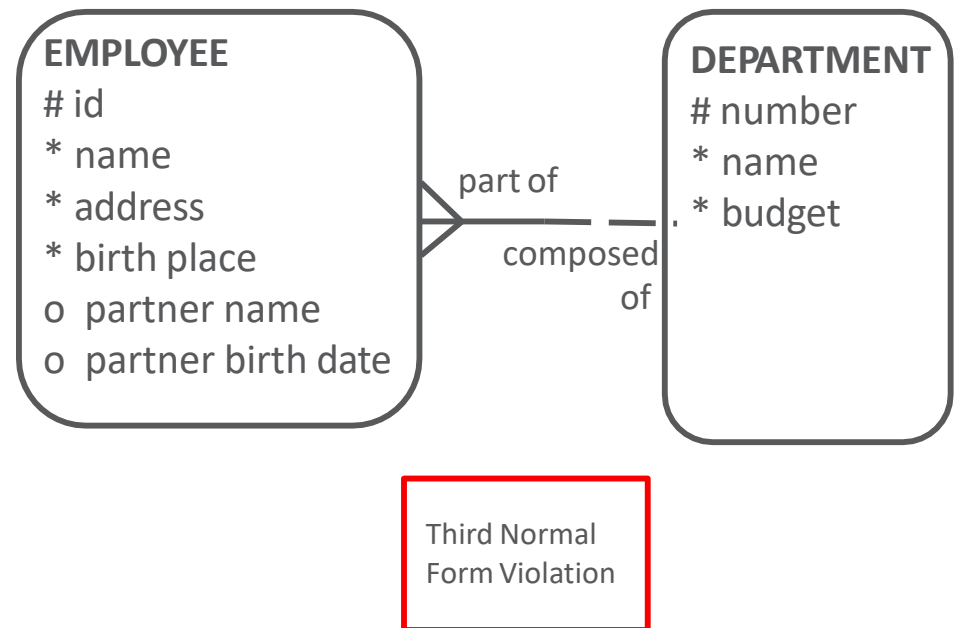 EMPLOYEE
# id
* name
* address
* birth place
o partner name
o partner birth date
part of
composed
of
DEPARTMENT
# number
* name
* budget
Third Normal
Form Violation